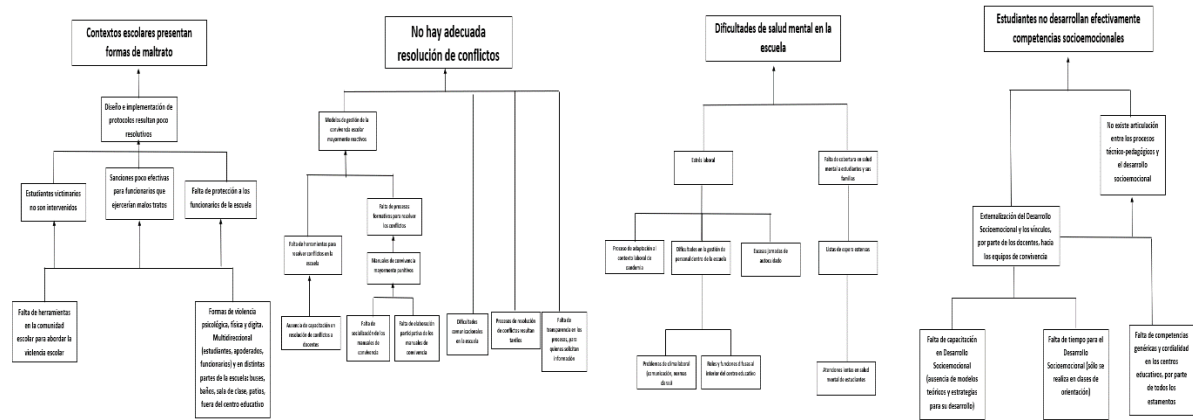 Contextos escolares presentan
formas de maltrato
Diseño e implementación de
protocolos resultan poco
resolutivos
Estudiantes victimarios
no son intervenidos
Sanciones poco efectivas
para funcionarios que
ejercerían malos tratos
Falta de protección a los
funcionarios de la escuela
Falta de herramientas
en la comunidad
escolar para abordar la
violencia escolar
Formas de violencia
psicológica, física y digita.
Multidireccional
(estudiantes, apoderados,
funcionarios) y en distintas
partes de la escuela: buses,
baños, sala de clase, patios,
fuera del centro educativo
No hay adecuada
resolución de conflictos
Modelos de gestión de la
convivencia escolar
mayormente reactivos
Falta de herramientas para
resolver conflictos en la
escuela
Falta de procesos
formativos para resolver
los conflictos
Manuales de convivencia
mayormente punitivos
Ausencia de capacitación en
resolución de conflictos a
docentes
Falta de
socialización de los
manuales de
convivencia
Falta de elaboración
participativa de los
manuales de
convivencia
Dificultades
comunicacionales
en la escuela
Procesos de resolución
de conflictos resultan
tardíos
Falta de
transparencia en los
procesos, para
quienes solicitan
información
Dificultades de salud mental en la
escuela
Estrés laboral
Falta de cobertura en salud
mental a estudiantes y sus
familias
Proceso de adaptación al
contexto laboral de
pandemia
Dificultades en la gestión de
personal dentro de la escuela
Escasas jornadas de
autocuidado
Listas de espera extensas
Problemas de clima laboral
(comunicación, normas
Roles y funciones difusas al
interior del centro educativo
Atenciones lentas en salud
mental de estudiantes
Estudiantes no desarrollan efectivamente
competencias socioemocionales
No existe articulación
entre los procesos
técnico-pedagógicos y
el desarrollo
socioemocional
Externalización del Desarrollo
Socioemocional y los vínculos,
por parte de los docentes, hacia
los equipos de convivencia
Falta de capacitación
en Desarrollo
Socioemocional
(ausencia de modelos
teóricos y estrategias
para su desarrollo)
Falta de tiempo para el
Desarrollo
Socioemocional (sólo se
realiza en clases de
orientación)
Falta de competencias
genéricas y cordialidad
en los centros
educativos, por parte
de todos los
estamentos